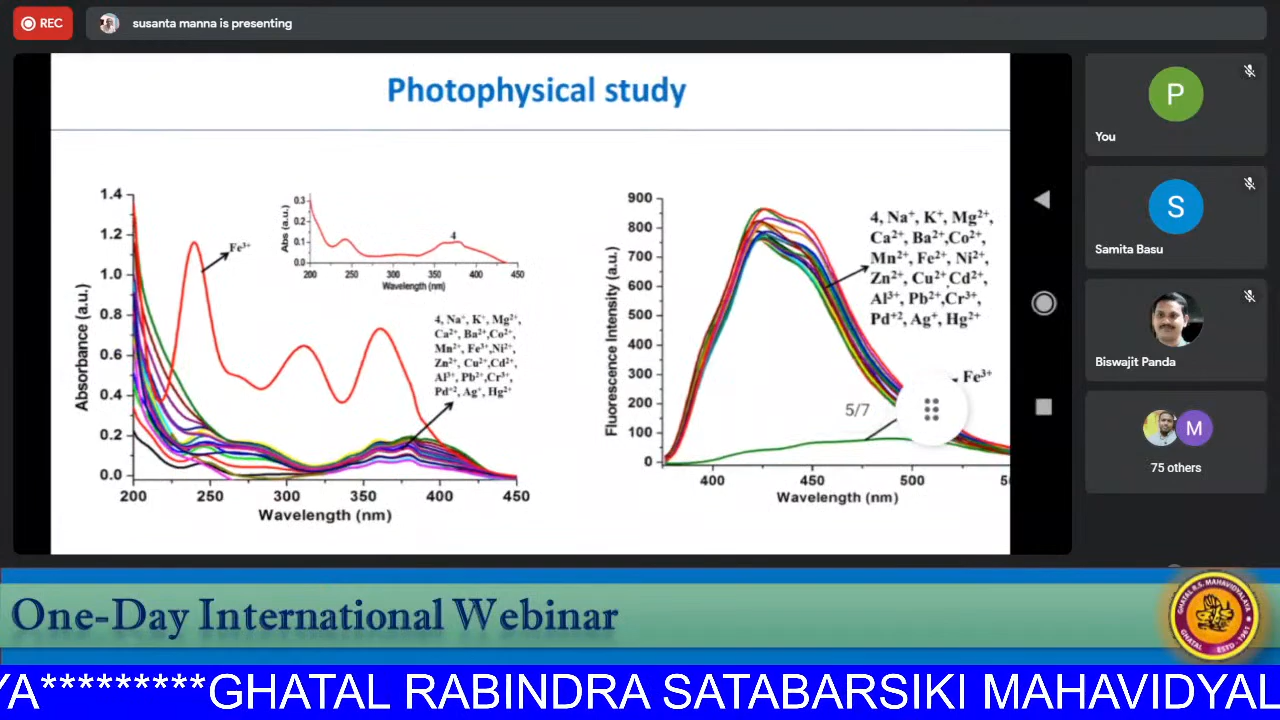 REC
susanta manna is presenting
Photophysical study
1.4
1.2
1.0
0.8
0.6
0.4
0.2
0.0
Absorbance (a.u.)
200 250 300 350 400 450
Wavelength (nm)
Fe³⁺
0.3
0.2
0.1
0.0
Abs (a.u.)
4
200 250 300 350 400 450
Wavelength (nm)
4, Na⁺, K⁺, Mg²⁺,
Ca²⁺, Ba²⁺,Co²⁺,
Mn²⁺, Fe³⁺,Ni²⁺,
Zn²⁺, Cu²⁺,Cd²⁺,
Al³⁺, Pb²⁺,Cr³⁺,
Pd⁺², Ag⁺, Hg²⁺
900
800
700
600
500
400
300
200
100
0
Fluorescence Intensity (a.u.)
400 450 500
Wavelength (nm)
4, Na⁺, K⁺, Mg²⁺,
Ca²⁺, Ba²⁺,Co²⁺,
Mn²⁺, Fe²⁺, Ni²⁺,
Zn²⁺, Cu²⁺,Cd²⁺,
Al³⁺, Pb²⁺,Cr³⁺,
Pd⁺², Ag⁺, Hg²⁺
Fe³⁺
5/7
P
You
S
Samita Basu
Biswajit Panda
M
75 others
One-Day International Webinar
GHATAL R.S. MAHAVIDYALAYA
GHATAL ESTD-1961
YA*********GHATAL RABINDRA SATABARSIKI MAHAVIDYAL